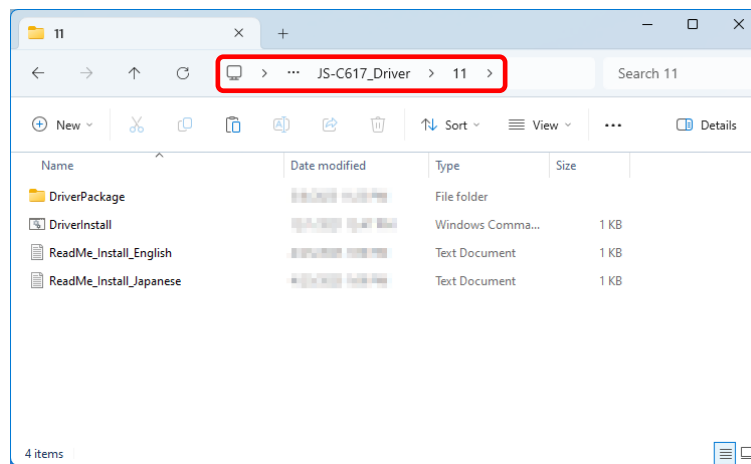 11
··· JS-C617_Driver > 11 >
Search 11
New Sort View ··· Details
Name Date modified Type Size
DriverPackage File folder
DriverInstall Windows Comma... 1 KB
ReadMe_Install_English Text Document 1 KB
ReadMe_Install_Japanese Text Document 1 KB
4 items